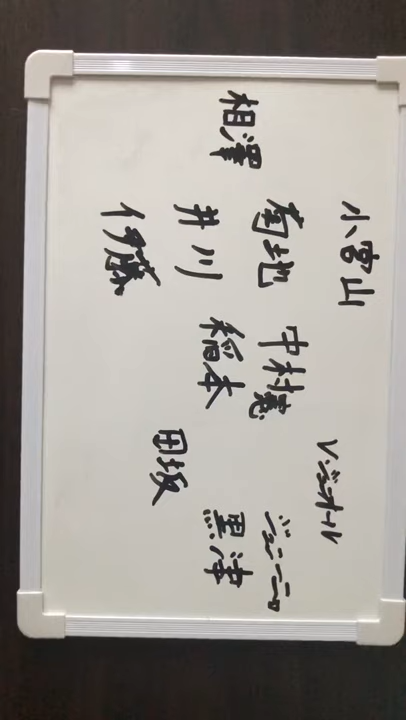 相澤
小宮山
菊地
井川
伊藤
中村憲
稲本
田坂
V・ジュニオール
ジュニーニョ
黒津